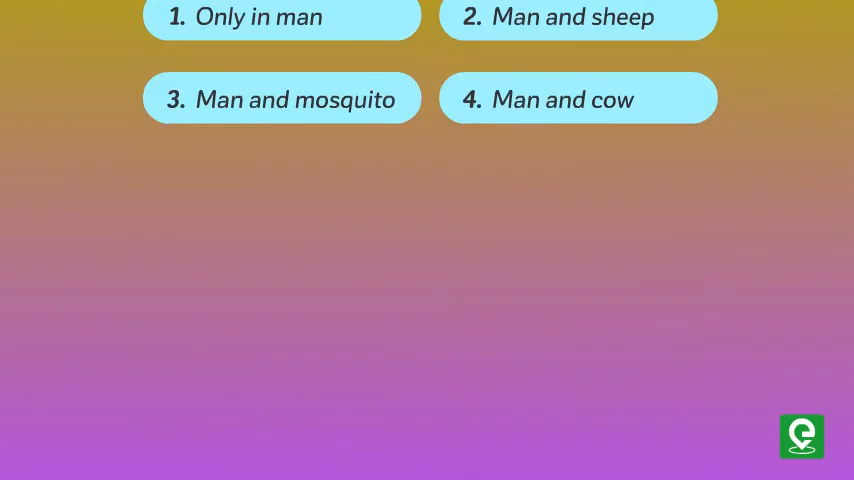 1. Only in man
2. Man and sheep
3. Man and mosquito
4. Man and cow